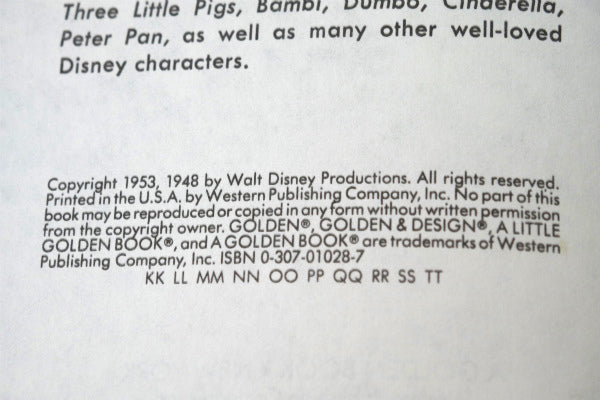 Three Little Pigs, Bambi, Dumbo, Cinderella,
Peter Pan, as well as many other well-loved
Disney characters.
Copyright 1953, 1948 by Walt Disney Productions. All rights reserved.
Printed in the U.S.A. by Western Publishing Company, Inc. No part of this
book may be reproduced or copied in any form without written permission
from the copyright owner. GOLDEN®, GOLDEN & DESIGN®, A LITTLE
GOLDEN BOOK®, and A GOLDEN BOOK® are trademarks of Western
Publishing Company, Inc. ISBN 0-307-01028-7
KK LL MM NN OO PP QQ RR SS TT